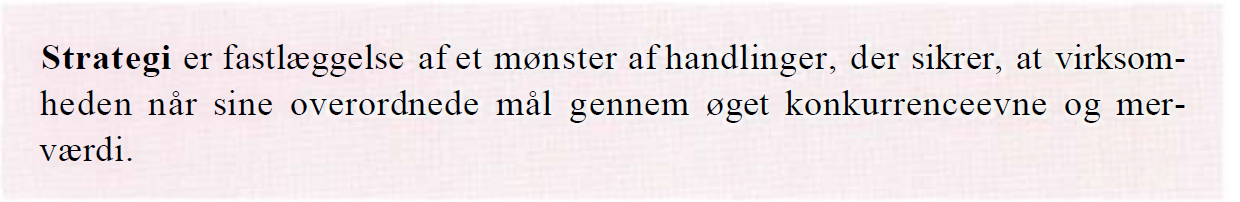 Strategi er fastlæggelse af et mønster af handlinger, der sikrer, at virksom-
heden når sine overordnede mål gennem øget konkurrenceevne og mer-
værdi.